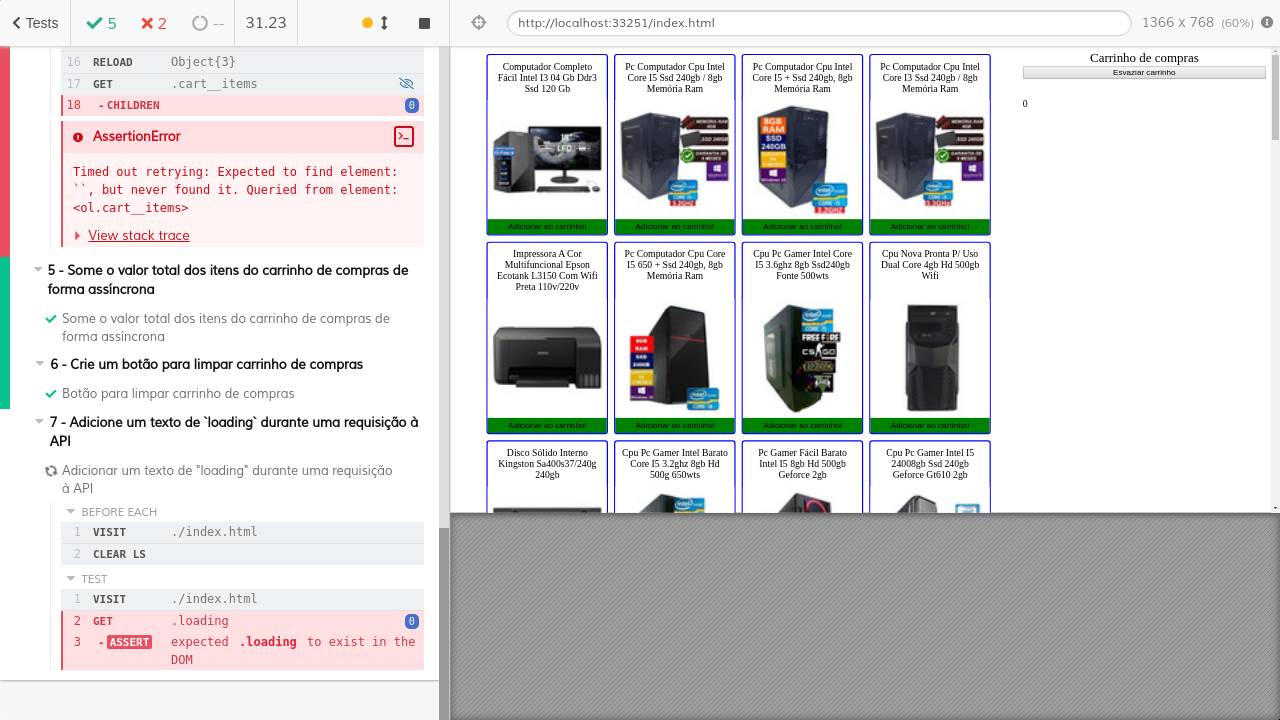 Tests
5
2
--
31.23
http://localhost:33251/index.html
1366 x 768 (60%)
16 RELOAD Object{3}
17 GET .cart__items
18 -CHILDREN 0
AssertionError
imed out retrying: Expected to find element:
but never found it. Queried from element:
<ol.cart__items>
View stack trace
5 - Some o valor total dos itens do carrinho de compras de
forma assíncrona
Some o valor total dos itens do carrinho de compras de
forma assíncrona
6 - Crie um botão para limpar carrinho de compras
Botão para limpar carrinho de compras
7 - Adicione um texto de `loading` durante uma requisição à
API
Adicionar um texto de "loading" durante uma requisição
à API
BEFORE EACH
1 VISIT ./index.html
2 CLEAR LS
TEST
1 VISIT ./index.html
2 GET .loading 0
3 -ASSERT expected .loading to exist in the
DOM
Computador Completo
Fácil Intel I3 04 Gb Ddr3
Ssd 120 Gb
Adicionar ao carrinho!
Pc Computador Cpu Intel
Core I5 Ssd 240gb / 8gb
Memória Ram
Adicionar ao carrinho!
Pc Computador Cpu Intel
Core I5 + Ssd 240gb, 8gb
Memória Ram
8GB
RAM
SSD
240GB
Adicionar ao carrinho!
Pc Computador Cpu Intel
Core I3 Ssd 240gb / 8gb
Memória Ram
Adicionar ao carrinho!
Impressora A Cor
Multifuncional Epson
Ecotank L3150 Com Wifi
Preta 110v/220v
Adicionar ao carrinho!
Pc Computador Cpu Core
I5 650 + Ssd 240gb, 8gb
Memória Ram
Adicionar ao carrinho!
Cpu Pc Gamer Intel Core
I5 3.6ghz 8gb Ssd240gb
Fonte 500wts
FREE FIRE
CS:GO
Adicionar ao carrinho!
Cpu Nova Pronta P/ Uso
Dual Core 4gb Hd 500gb
Wifi
Adicionar ao carrinho!
Disco Sólido Interno
Kingston Sa400s37/240g
240gb
Cpu Pc Gamer Intel Barato
Core I5 3.2ghz 8gb Hd
500g 650wts
Pc Gamer Fácil Barato
Intel I5 8gb Hd 500gb
Geforce 2gb
Cpu Pc Gamer Intel I5
24008gb Ssd 240gb
Geforce Gt610 2gb
Carrinho de compras
Esvaziar carrinho
0